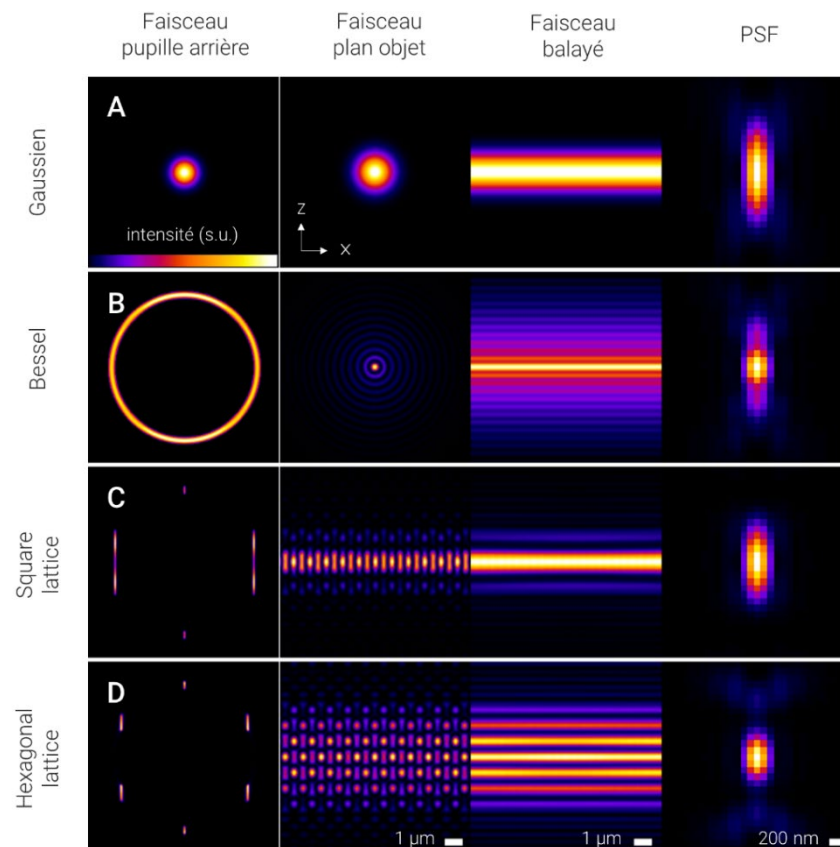 Faisceau
pupille arrière
Faisceau
plan objet
Faisceau
balayé
PSF
Gaussien
A
intensité (s.u.)
Z
X
Bessel
B
Square
lattice
C
Hexagonal
lattice
D
1 µm
1 µm
200 nm